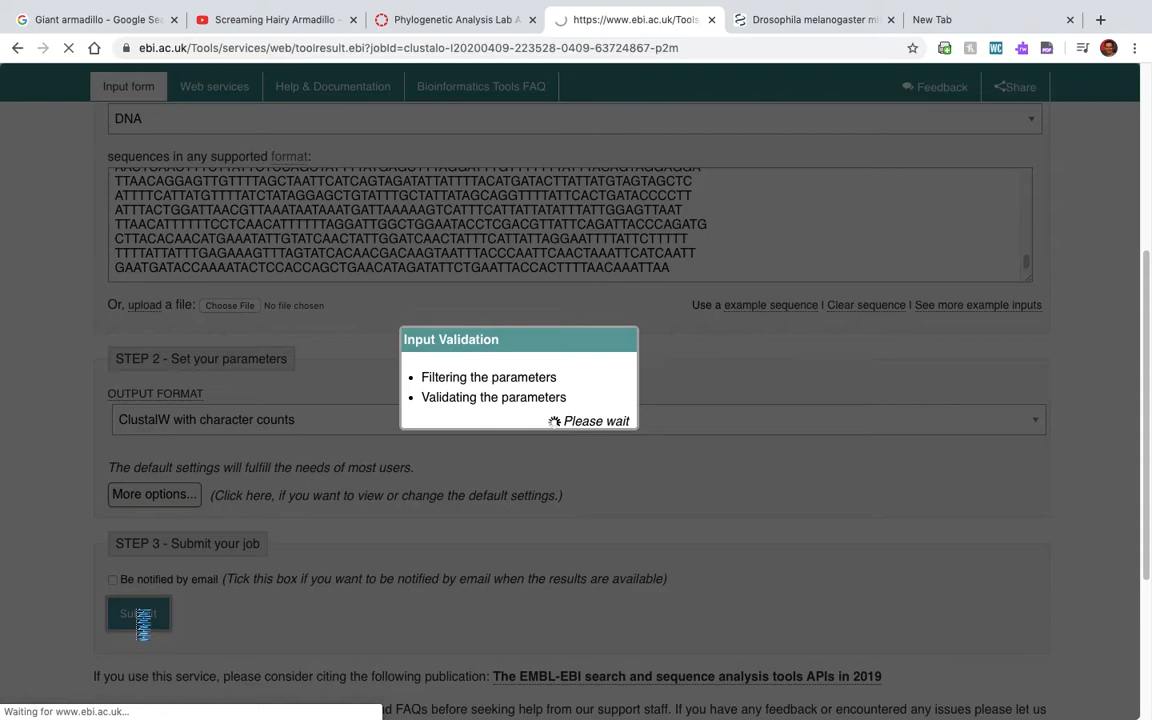 Giant armadillo - Google Sea
Screaming Hairy Armadillo -
Phylogenetic Analysis Lab A
https://www.ebi.ac.uk/Tools
Drosophila melanogaster mi
New Tab
ebi.ac.uk/Tools/services/web/toolresult.ebi?jobId=clustalo-I20200409-223528-0409-63724867-p2m
Input form
Web services
Help & Documentation
Bioinformatics Tools FAQ
Feedback
Share
DNA
sequences in any supported format:
TTAACAGGAGTTGTTTTAGCTAATTCATCAGTAGATATTATTTTACATGATACTTATTATGTAGTAGCTC
ATTTTCATTATGTTTTATCTATAGGAGCTGTATTTGCTATTATAGCAGGTTTTATTCACTGATACCCCTT
ATTTACTGGATTAACGTTAAATAATAAATGATTAAAAAGTCATTTCATTATTATATTTATTGGAGTTAAT
TTAACATTTTTTCCTCAACATTTTTTAGGATTGGCTGGAATACCTCGACGTTATTCAGATTACCCAGATG
CTTACACAACATGAAATATTGTATCAACTATTGGATCAACTATTTCATTATTAGGAATTTTATTCTTTTT
TTTTATTATTTGAGAAAGTTTAGTATCACAACGACAAGTAATTTACCCAATTCAACTAAATTCATCAATT
GAATGATACCAAAATACTCCACCAGCTGAACATAGATATTCTGAATTACCACTTTTAACAAATTAA
Or, upload a file: Choose File No file chosen
Use a example sequence | Clear sequence | See more example inputs
Input Validation
• Filtering the parameters
• Validating the parameters
Please wait
STEP 2 - Set your parameters
OUTPUT FORMAT
ClustalW with character counts
The default settings will fulfill the needs of most users.
More options... (Click here, if you want to view or change the default settings.)
STEP 3 - Submit your job
Be notified by email (Tick this box if you want to be notified by email when the results are available)
If you use this service, please consider citing the following publication: The EMBL-EBI search and sequence analysis tools APIs in 2019
nd FAQs before seeking help from our support staff. If you have any feedback or encountered any issues please let us
Waiting for www.ebi.ac.uk...